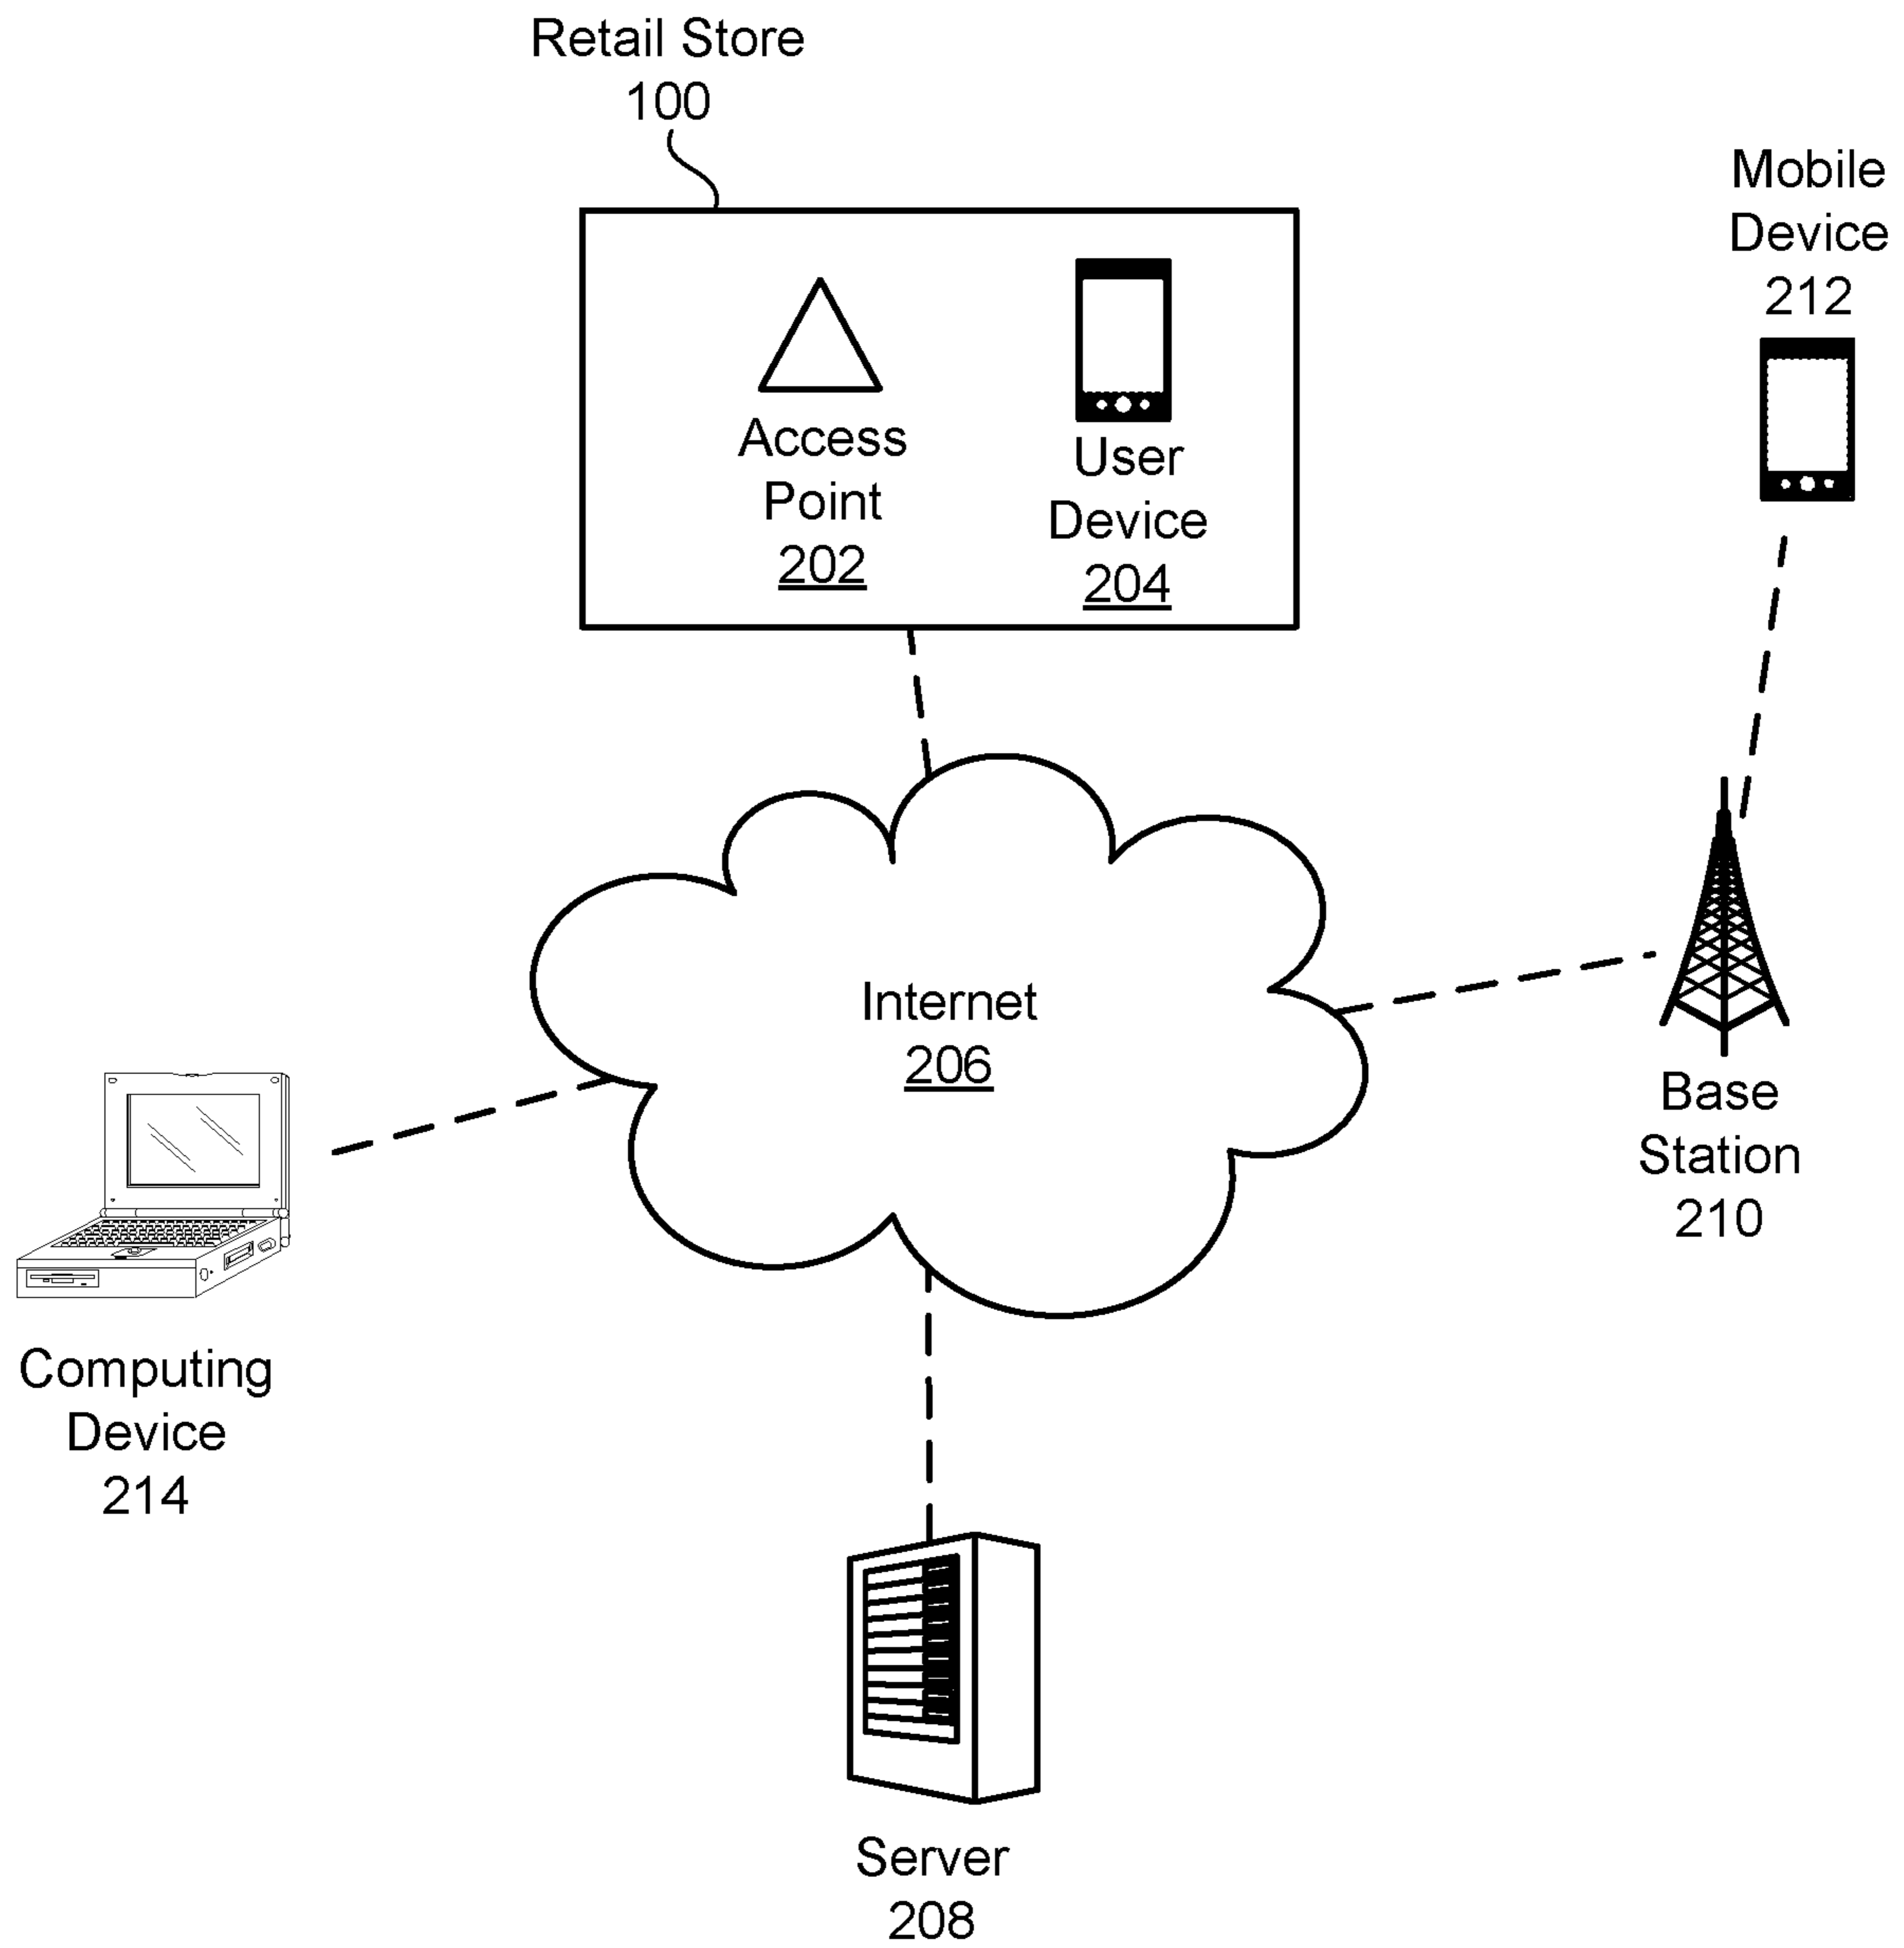 Retail Store
100
Mobile
Device
212
Access
Point
202
User
Device
204
Internet
206
Base
Station
210
Computing
Device
214
Server
208